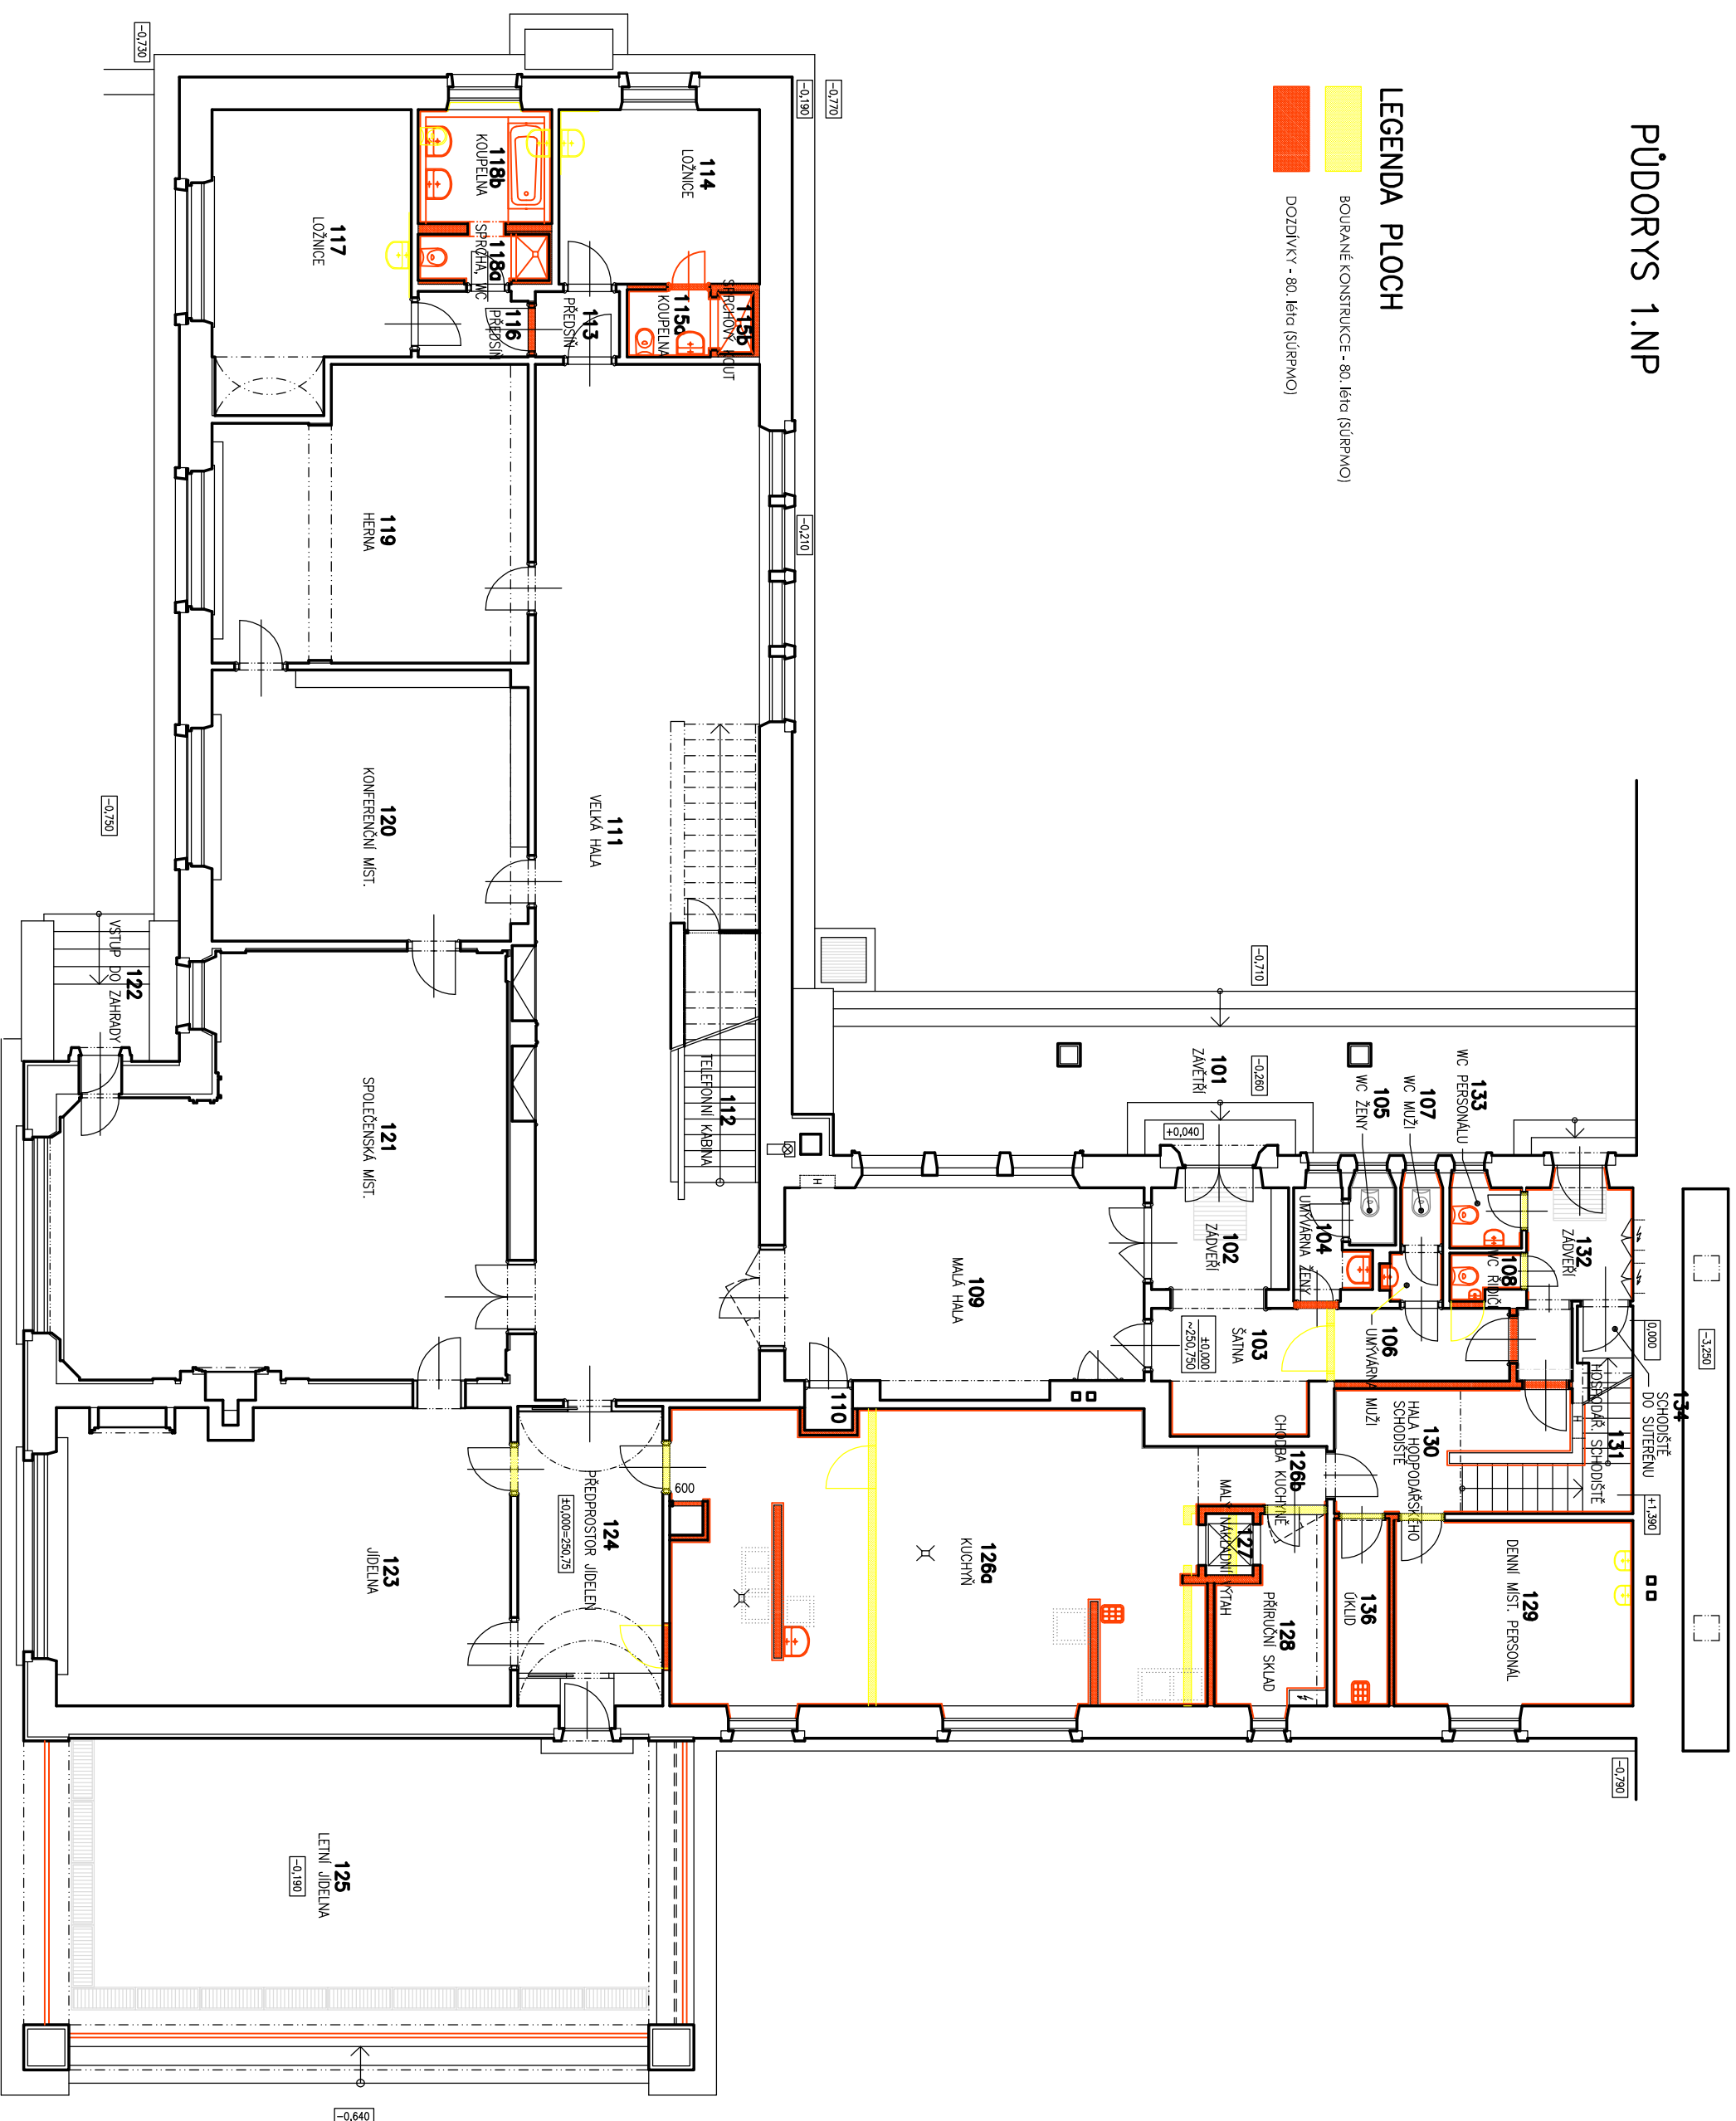 PŮDORYS 1.NP
LEGENDA PLOCH
BOURANÉ KONSTRUKCE - 80. léta (SÚRPMO)
DOZDÍVKY - 80. léta (SÚRPMO)
-3,250
134
SCHODIŠTĚ
DO SUTERÉNU
0,000
+1,390
131
HOSPODÁŘ. SCHODIŠTĚ
H
132
ZÁDVEŘÍ
133
WC PERSONÁLU
108
WC ŘIDIČI
107
WC MUŽI
106
UMÝVÁRNA MUŽI
105
WC ŽENY
104
UMÝVÁRNA ŽENY
130
HALA HODPODÁŘSKÉHO
SCHODIŠTĚ
129
DENNÍ MÍST. PERSONÁL
136
ÚKLID
128
PŘÍRUČNÍ SKLAD
127
MALÝ NÁKLADNÍ VÝTAH
126b
CHODBA KUCHYNĚ
126a
KUCHYŇ
600
-0,790
-0,710
-0,260
101
ZÁVĚTŘÍ
+0,040
102
ZÁDVEŘÍ
103
ŠATNA
±0,000
~250,750
109
MALÁ HALA
H
110
-0,770
-0,190
-0,210
-0,730
114
LOŽNICE
115b
SPRCHOVÝ KOUT
115a
KOUPELNA
113
PŘEDSÍŇ
116
PŘEDSÍŇ
118a
SPRCHA, WC
118b
KOUPELNA
117
LOŽNICE
119
HERNA
111
VELKÁ HALA
112
TELEFONNÍ KABINA
120
KONFERENČNÍ MÍST.
-0,750
122
VSTUP DO ZAHRADY
121
SPOLEČENSKÁ MÍST.
124
PŘEDPROSTOR JÍDELEN
±0,000=250,75
123
JÍDELNA
125
LETNÍ JÍDELNA
-0,190
-0,640